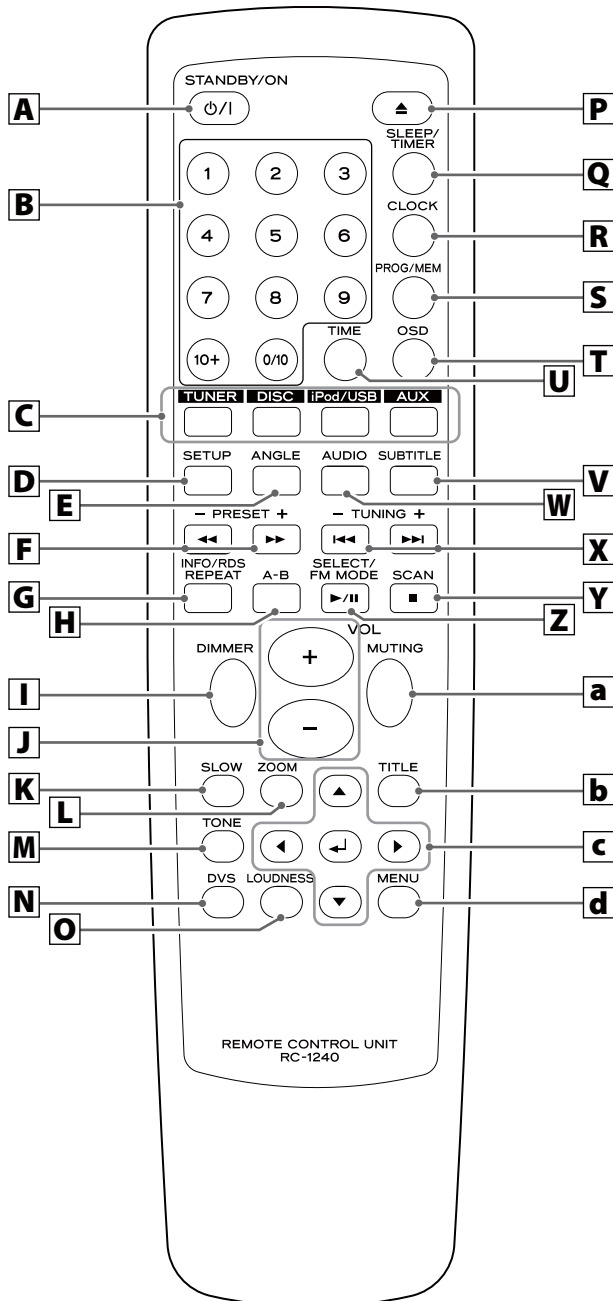 STANDBY/ON
A
⏻/I
⏏
P
SLEEP/
TIMER
Q
1 2 3
B
CLOCK
R
4 5 6
PROG/MEM
S
7 8 9
TIME OSD
10+ 0/10
T
U
TUNER DISC iPod/USB AUX
C
SETUP ANGLE AUDIO SUBTITLE
D
V
E
W
− PRESET + − TUNING +
F
◀◀ ▶▶ I◀◀ ▶▶I
X
INFO/RDS
REPEAT
A-B
SELECT/
FM MODE
SCAN
G
▶/II ■
Y
H
Z
VOL
DIMMER
+
MUTING
I
a
−
J
SLOW ZOOM TITLE
K
▲
b
L
TONE
M
◀ ↵ ▶
c
DVS LOUDNESS MENU
N
▼
d
O
REMOTE CONTROL UNIT
RC-1240